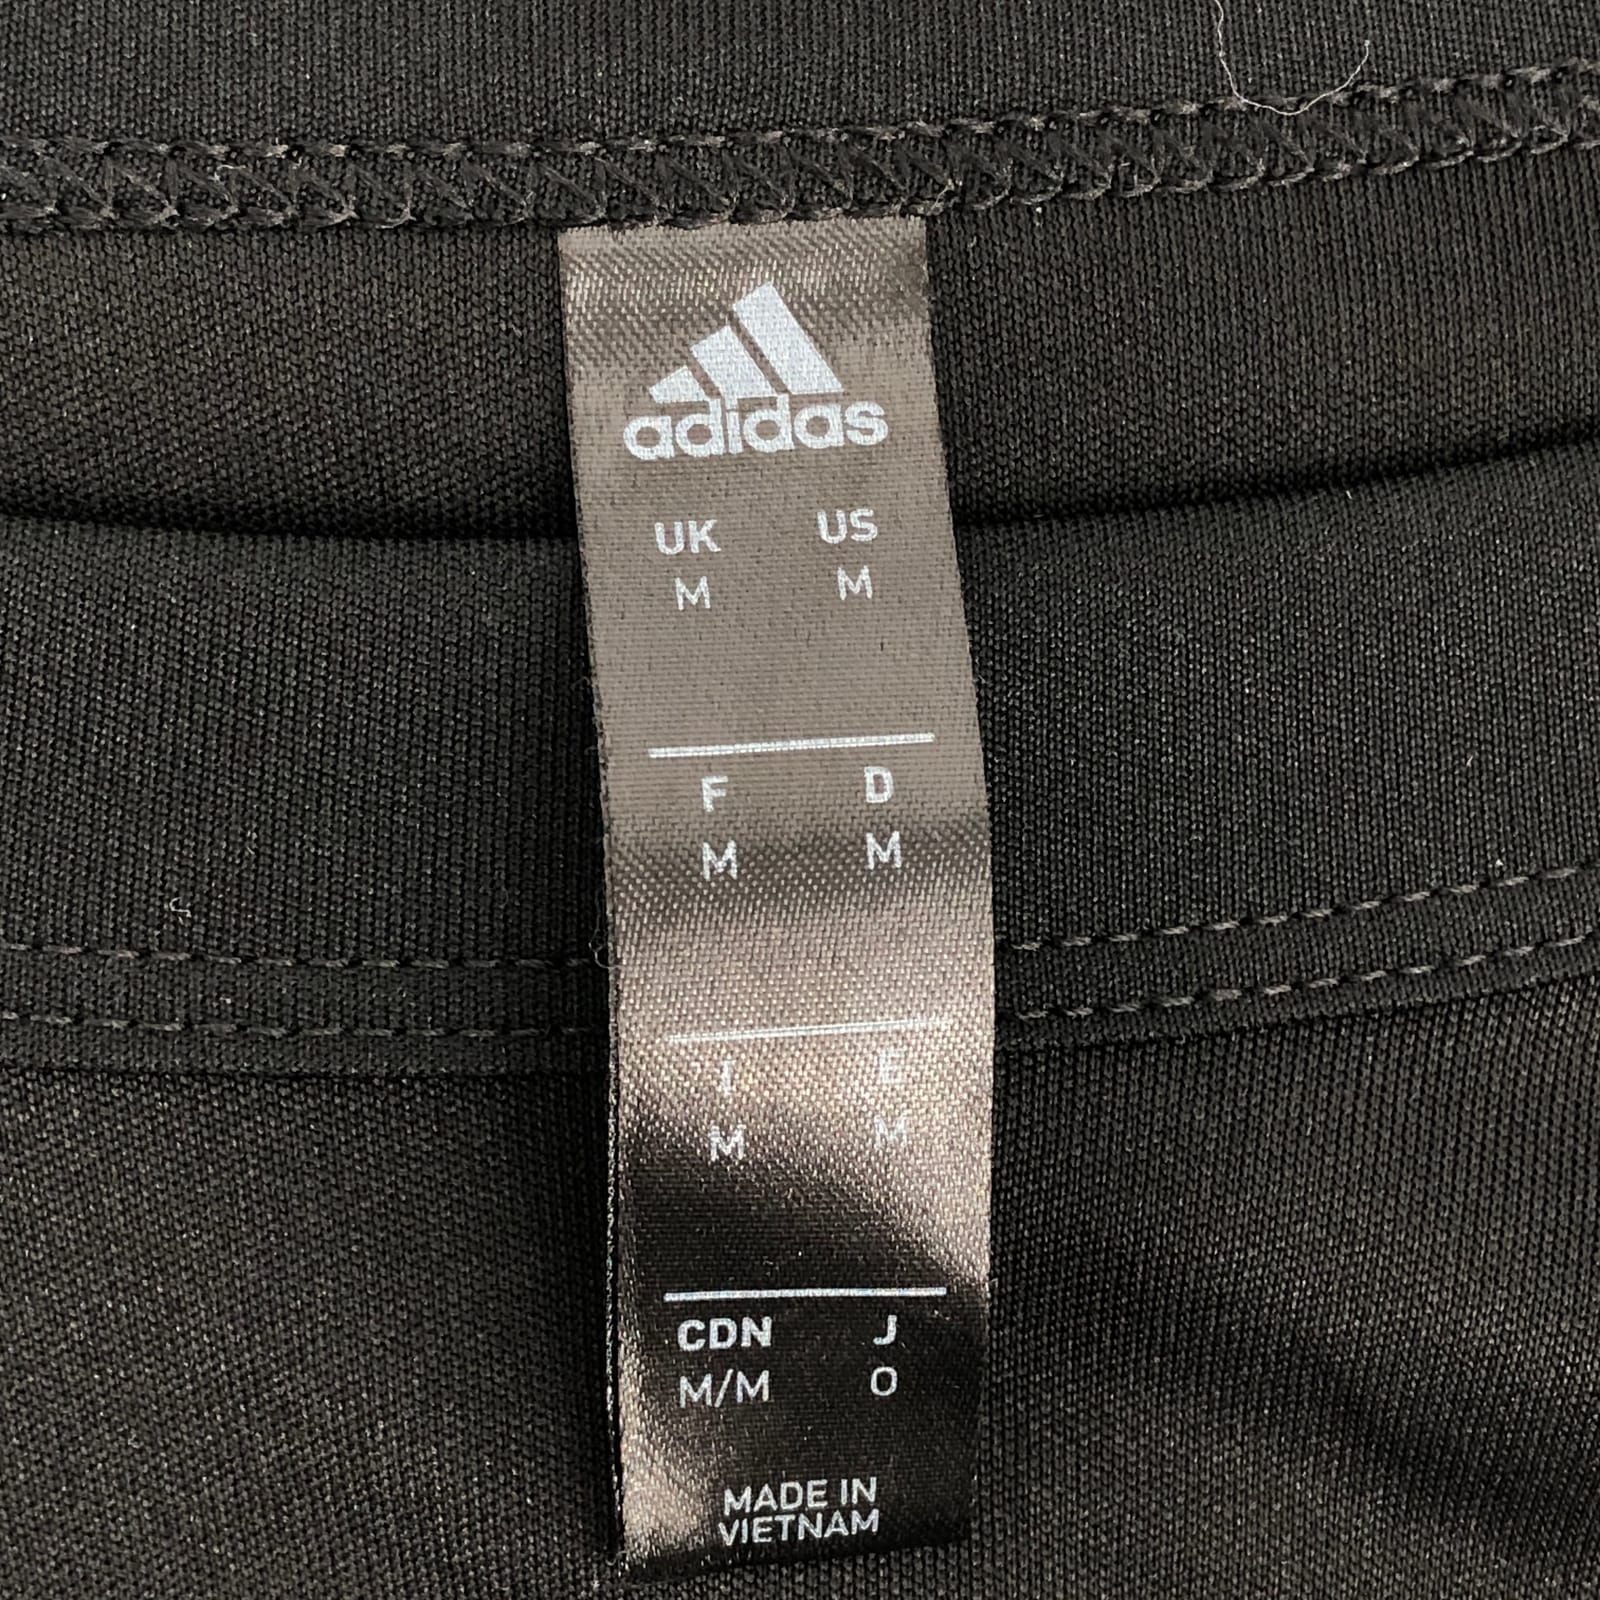 adidas
UK US
M M
F D
M M
I E
M M
CDN J
M/M O
MADE IN
VIETNAM